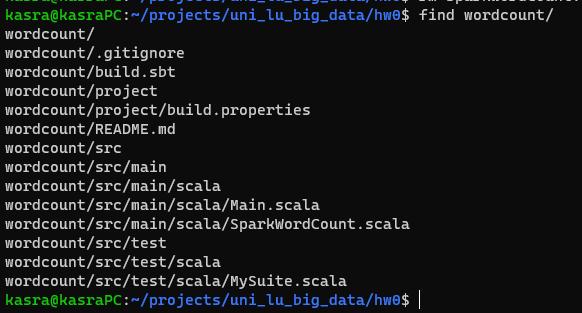 kasra@kasraPC:~/projects/uni_lu_big_data/hw0$ find wordcount/
wordcount/
wordcount/.gitignore
wordcount/build.sbt
wordcount/project
wordcount/project/build.properties
wordcount/README.md
wordcount/src
wordcount/src/main
wordcount/src/main/scala
wordcount/src/main/scala/Main.scala
wordcount/src/main/scala/SparkWordCount.scala
wordcount/src/test
wordcount/src/test/scala
wordcount/src/test/scala/MySuite.scala
kasra@kasraPC:~/projects/uni_lu_big_data/hw0$